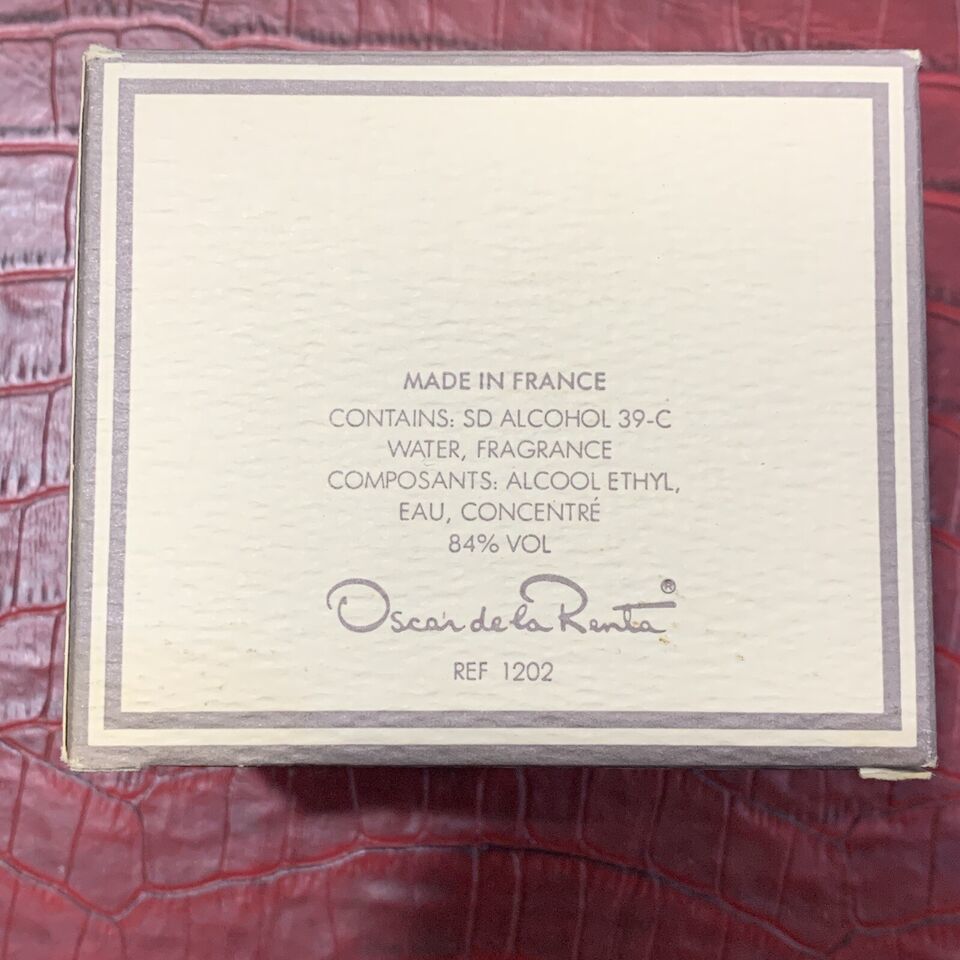 MADE IN FRANCE
CONTAINS: SD ALCOHOL 39-C
WATER, FRAGRANCE
COMPOSANTS: ALCOOL ETHYL,
EAU, CONCENTRÉ
84% VOL
Oscar de la Renta®
REF 1202